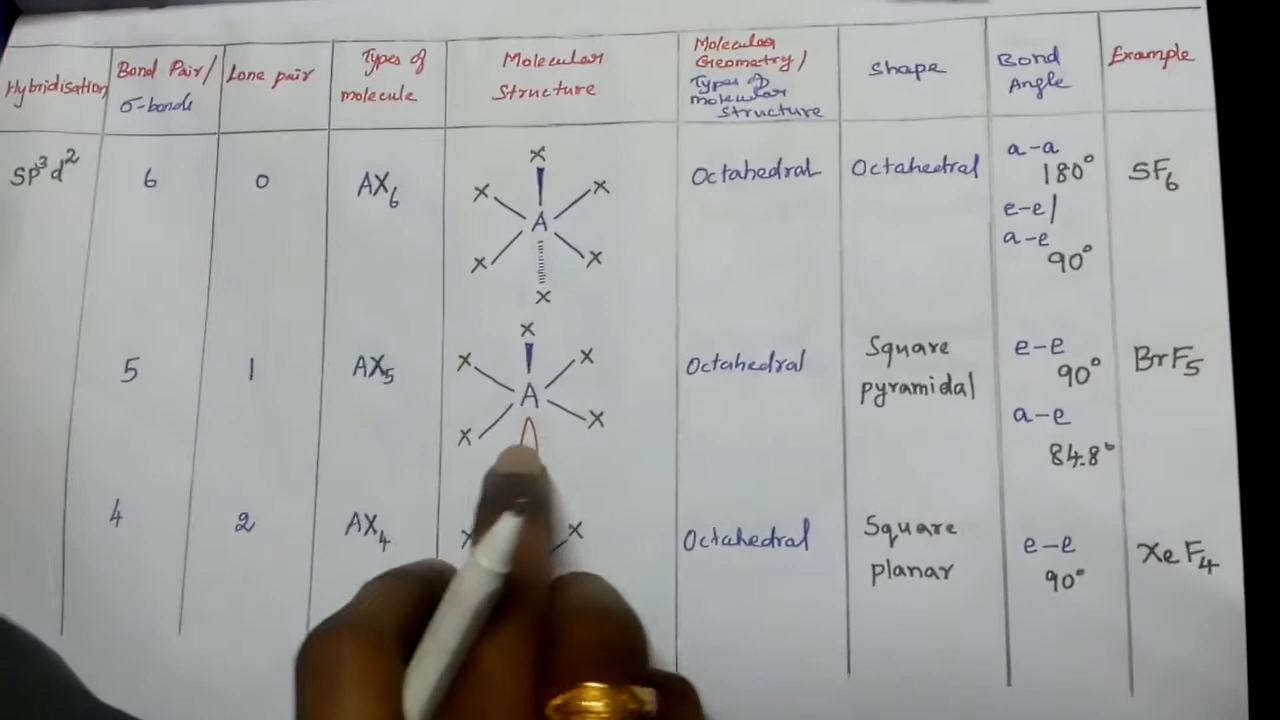 Hybridisation
Bond Pair/
σ-bonds
Lone pair
Types of
molecule
Molecular
Structure
Molecular
Geometry/
Types of
molecular
structure
Shape
Bond
Angle
Example
Sp³d²
6
0
AX₆
X
X X
A
X X
X
Octahedral
Octahedral
a-a
180°
e-e/
a-e
90°
SF₆
5
1
AX₅
X
X X
A
X X
Octahedral
Square
pyramidal
e-e
90°
a-e
84.8°
BrF₅
4
2
AX₄
X X
Octahedral
Square
planar
e-e
90°
XeF₄